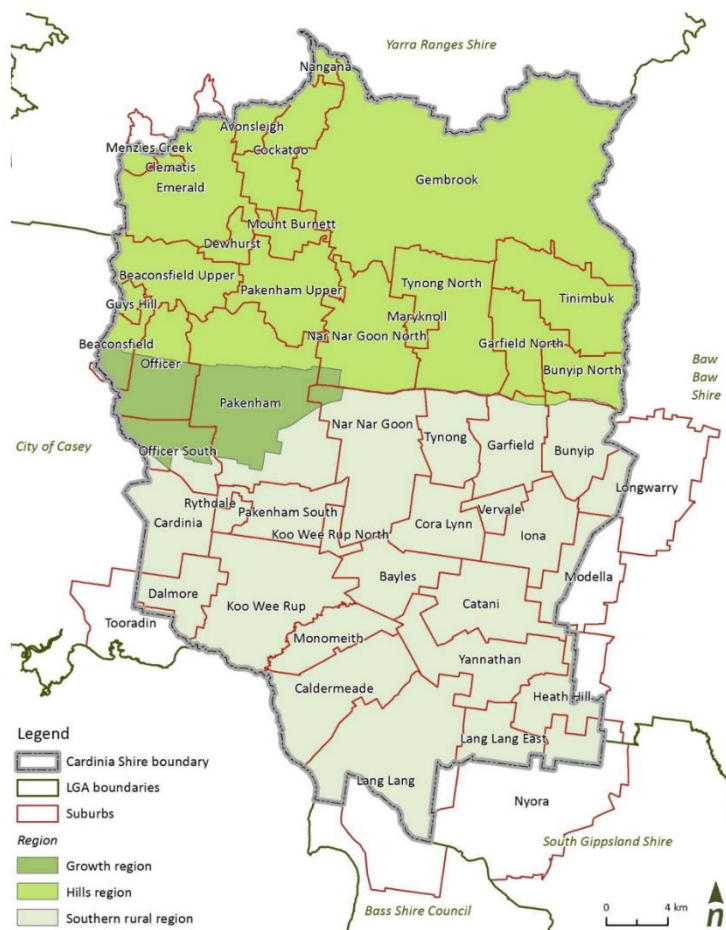 Yarra Ranges Shire
Nangana
Avonsleigh
Menzies Creek
Cockatoo
Clematis
Emerald
Gembrook
Mount Burnett
Dewhurst
Beaconsfield Upper
Pakenham Upper
Tynong North
Tinimbuk
Guys Hill
Maryknoll
Nar Nar Goon North
Garfield North
Beaconsfield
Officer
Bunyip North
Baw
Baw
Shire
Pakenham
Nar Nar Goon
Tynong
Garfield
Bunyip
City of Casey
Officer South
Longwarry
Rythdale
Cardinia
Pakenham South
Vervale
Koo Wee Rup North
Cora Lynn
Iona
Modella
Bayles
Dalmore
Koo Wee Rup
Catani
Tooradin
Monomeith
Yannathan
Caldermeade
Heath Hill
Lang Lang East
Lang Lang
Nyora
South Gippsland Shire
Bass Shire Council
Legend
Cardinia Shire boundary
LGA boundaries
Suburbs
Region
Growth region
Hills region
Southern rural region
0 4 km
n